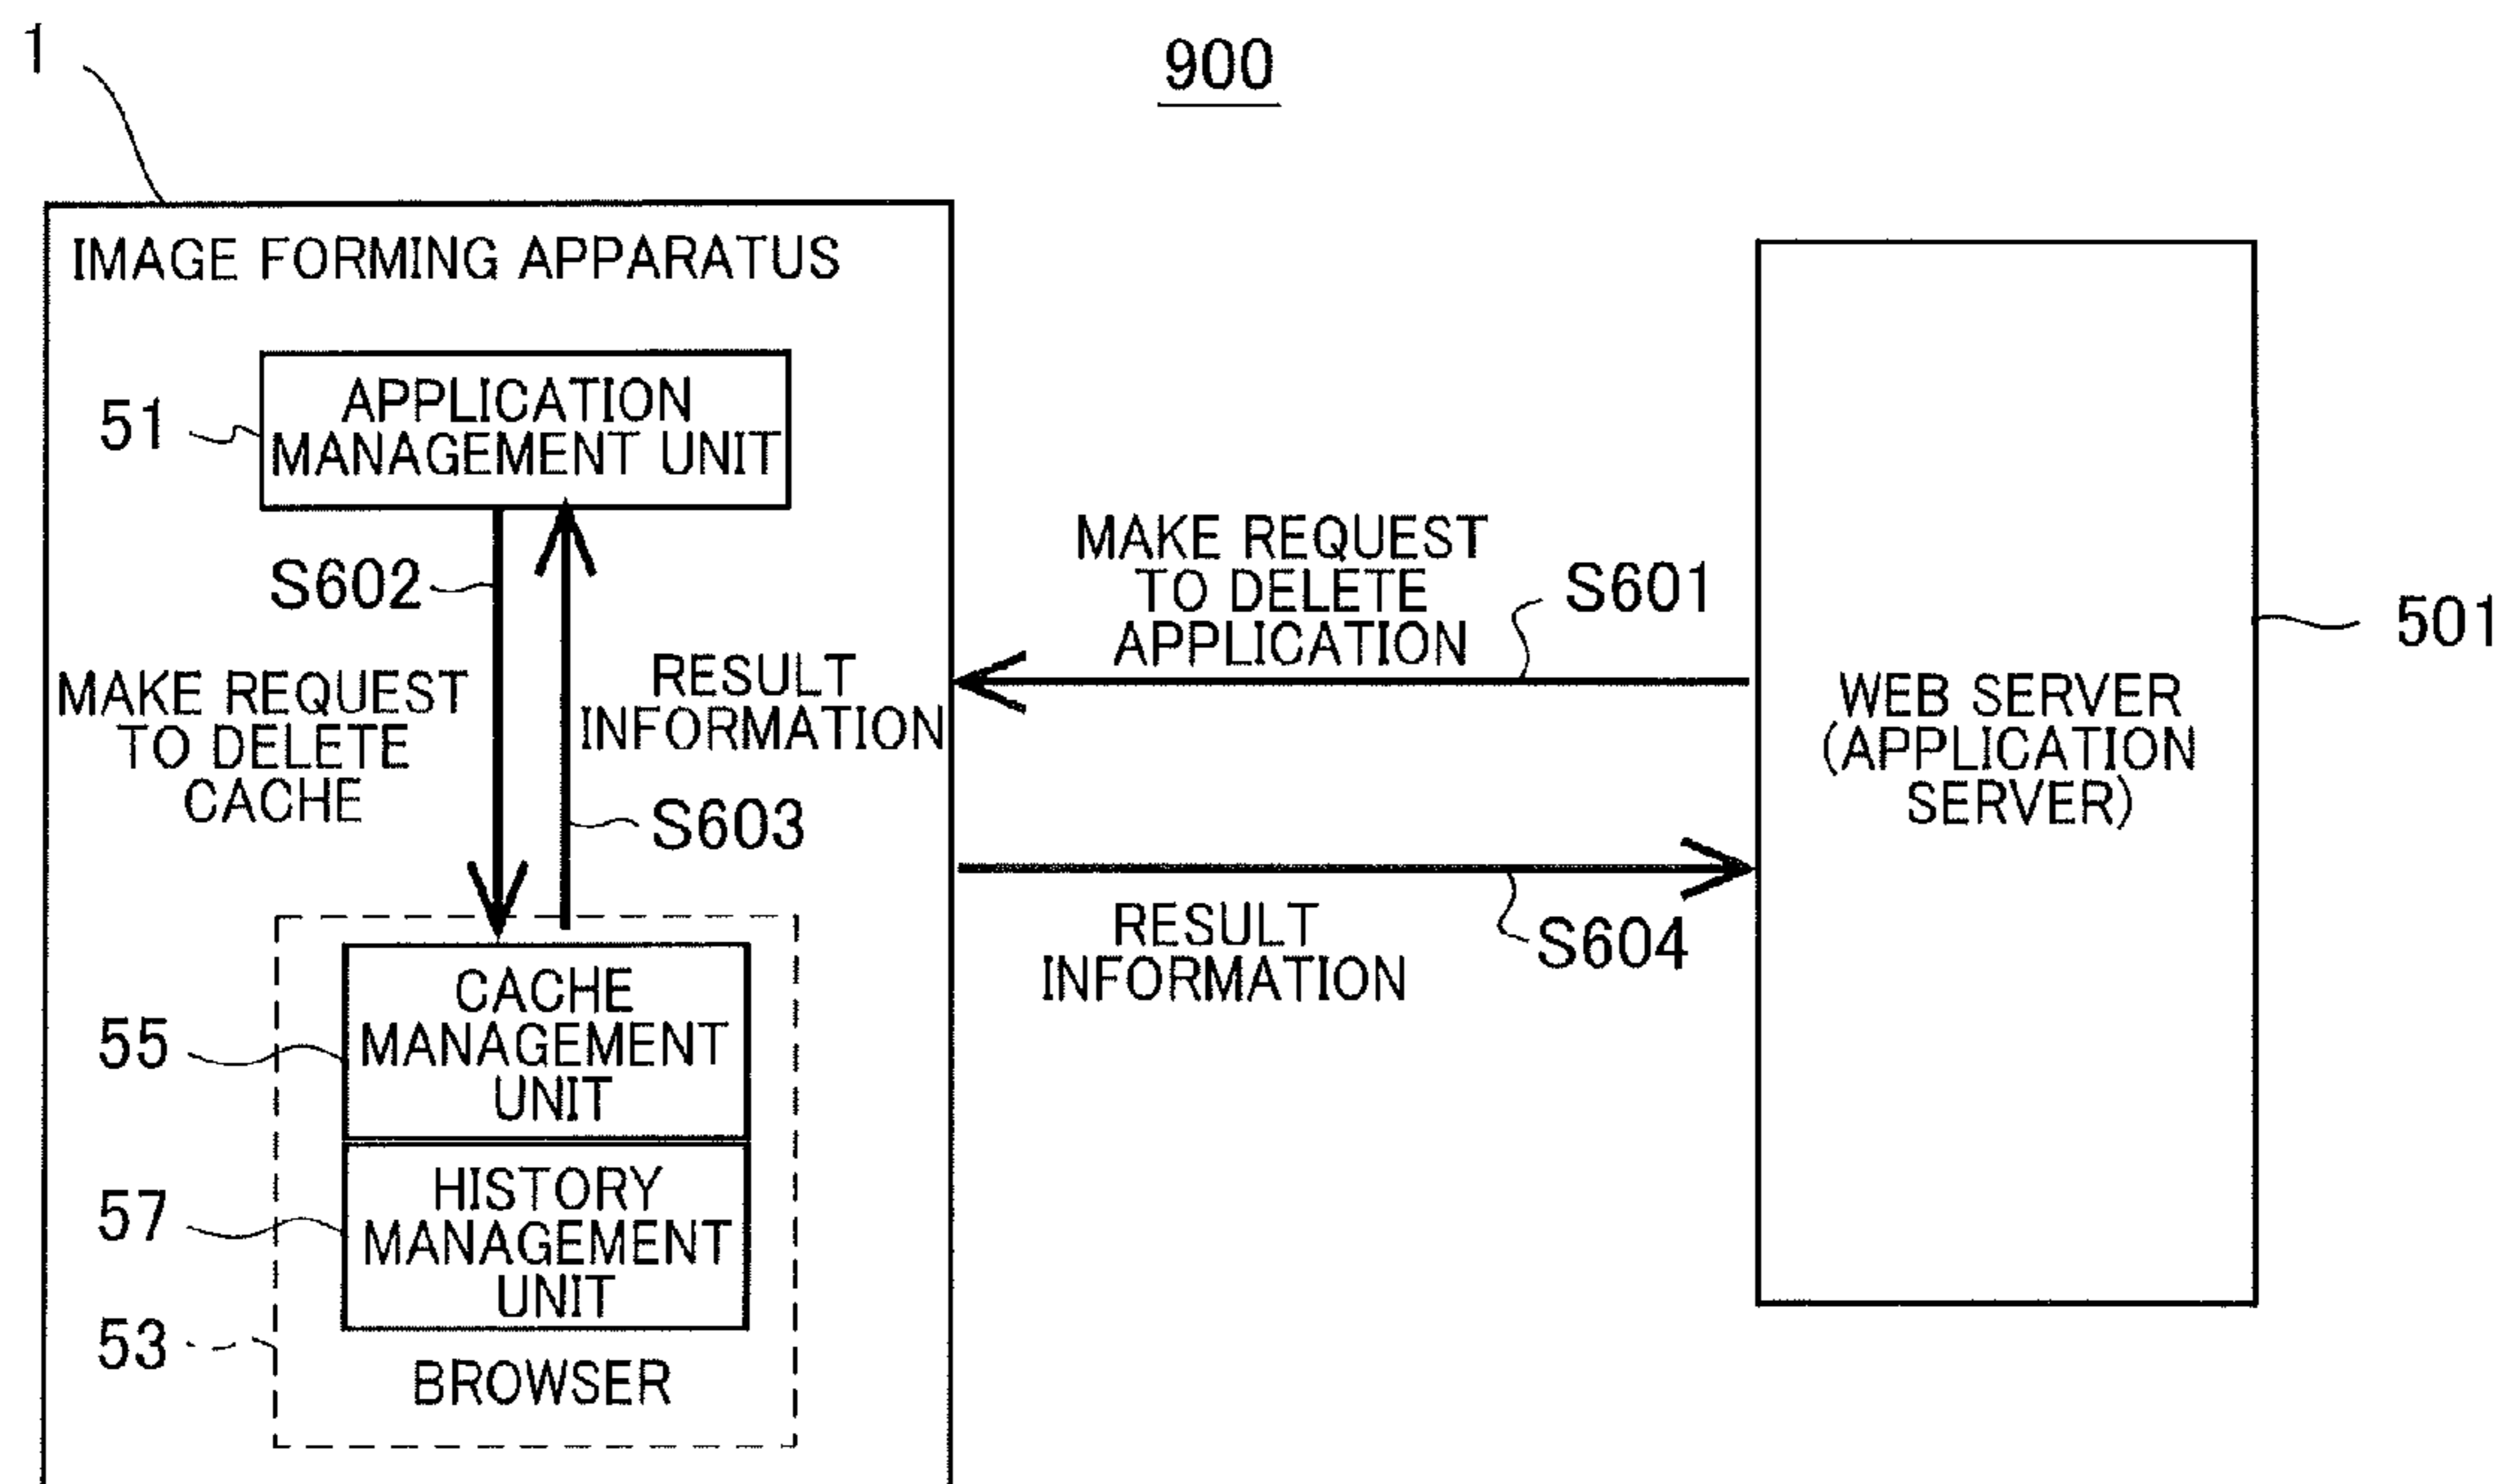 1
900
IMAGE FORMING APPARATUS
APPLICATION
MANAGEMENT UNIT
51
S602
MAKE REQUEST
TO DELETE
CACHE
RESULT
INFORMATION
S603
CACHE
MANAGEMENT
UNIT
55
HISTORY
MANAGEMENT
UNIT
57
53
BROWSER
MAKE REQUEST
TO DELETE
APPLICATION
S601
RESULT
INFORMATION
S604
WEB SERVER
(APPLICATION
SERVER)
501